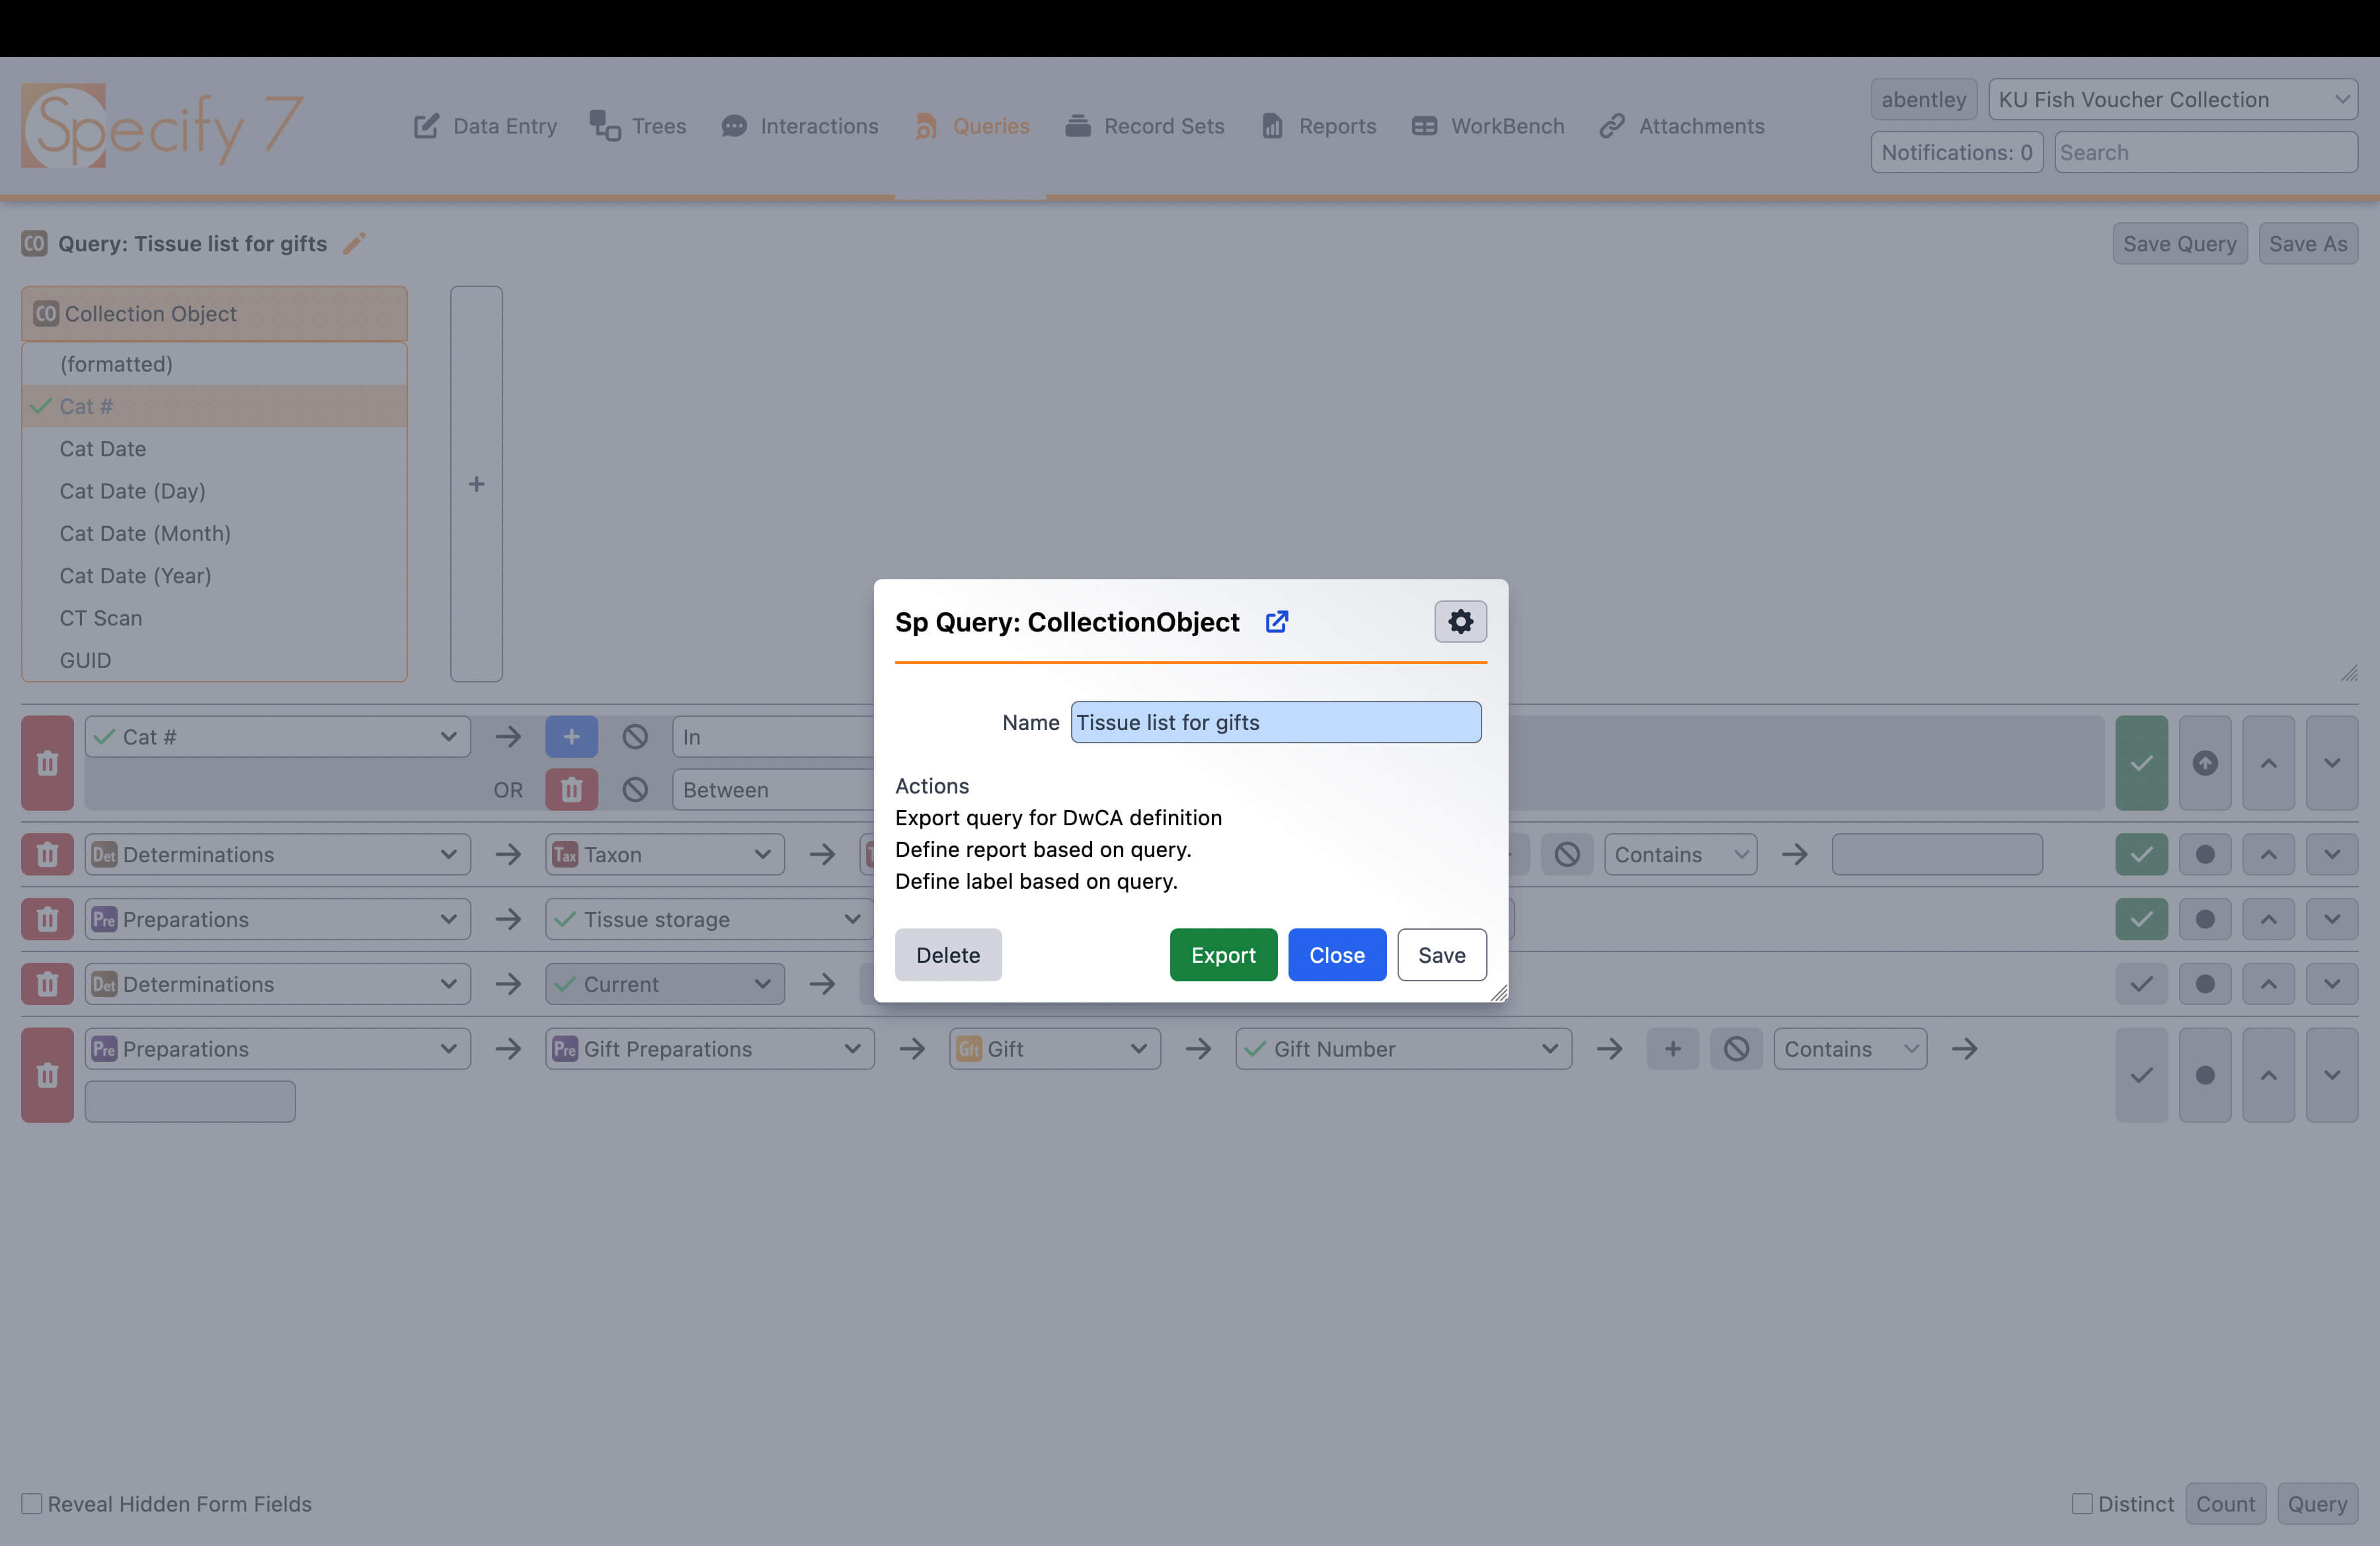 Specify 7
Data Entry
Trees
Interactions
Queries
Record Sets
Reports
WorkBench
Attachments
abentley
KU Fish Voucher Collection
Notifications: 0
Search
CO Query: Tissue list for gifts
Save Query
Save As
CO Collection Object
(formatted)
Cat #
Cat Date
Cat Date (Day)
Cat Date (Month)
Cat Date (Year)
CT Scan
GUID
+
Sp Query: CollectionObject
Name Tissue list for gifts
Actions
Export query for DwCA definition
Define report based on query.
Define label based on query.
Delete
Export
Close
Save
Cat # + In
OR Between
Det Determinations Tax Taxon Contains
Pre Preparations Tissue storage
Det Determinations Current
Pre Preparations Pre Gift Preparations Gft Gift Gift Number + Contains
Reveal Hidden Form Fields
Distinct
Count
Query